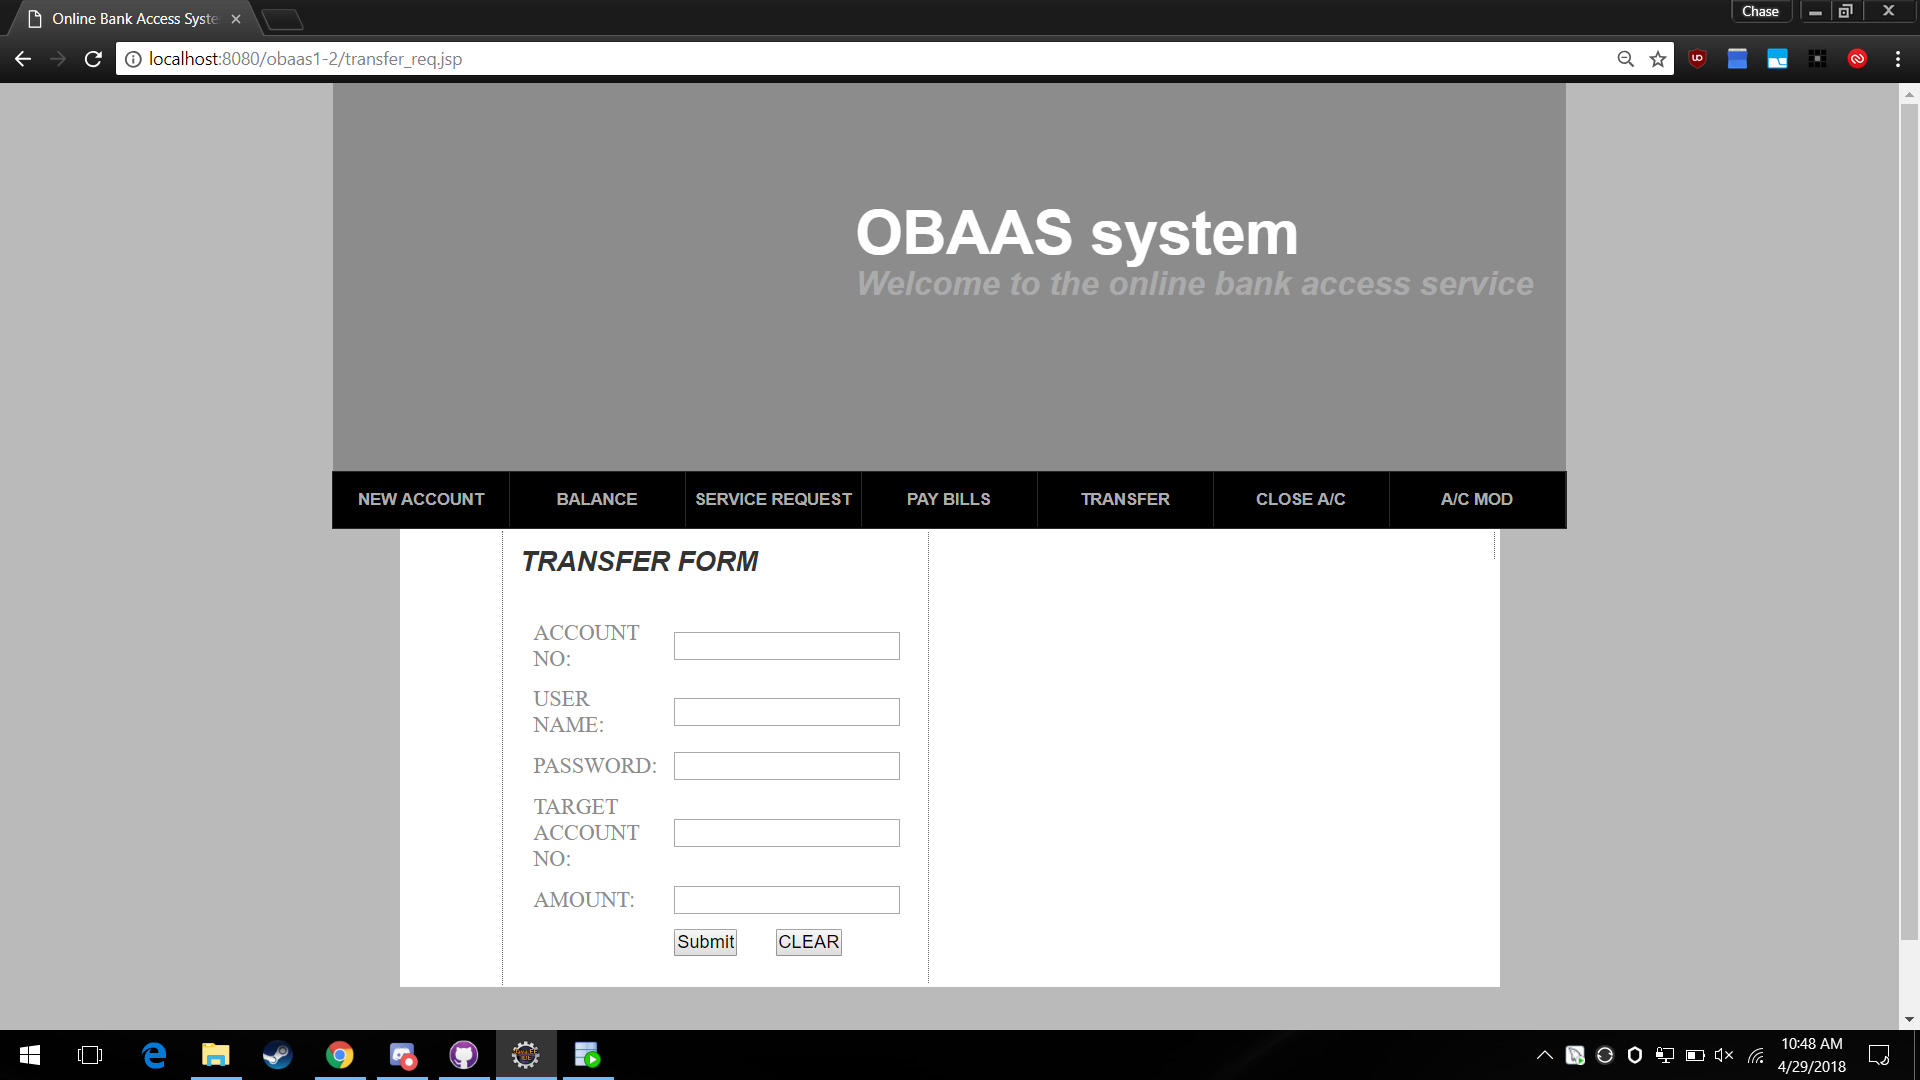 Online Bank Access Syste
Chase
localhost:8080/obaas1-2/transfer_req.jsp
OBAAS system
Welcome to the online bank access service
NEW ACCOUNT BALANCE SERVICE REQUEST PAY BILLS TRANSFER CLOSE A/C A/C MOD
TRANSFER FORM
ACCOUNT
NO:
USER
NAME:
PASSWORD:
TARGET
ACCOUNT
NO:
AMOUNT:
Submit CLEAR
10:48 AM
4/29/2018